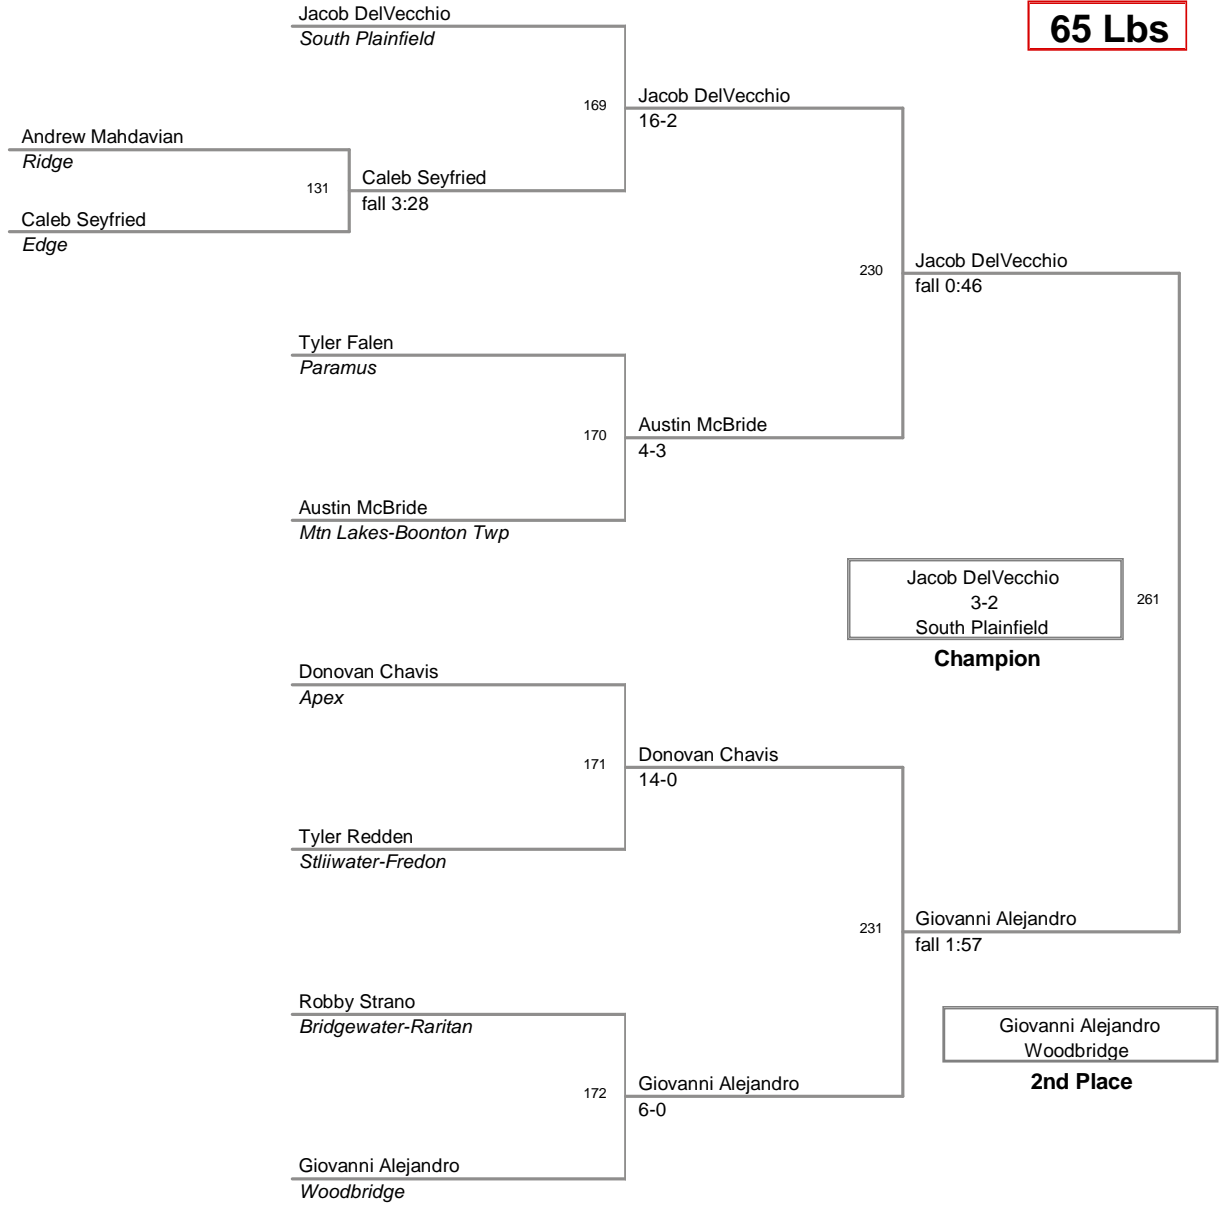 65 Lbs
Jacob DelVecchio
South Plainfield
169
Jacob DelVecchio
16-2
Andrew Mahdavian
Ridge
131
Caleb Seyfried
fall 3:28
Caleb Seyfried
Edge
230
Jacob DelVecchio
fall 0:46
Tyler Falen
Paramus
170
Austin McBride
4-3
Austin McBride
Mtn Lakes-Boonton Twp
Jacob DelVecchio
3-2
South Plainfield
Champion
261
Donovan Chavis
Apex
171
Donovan Chavis
14-0
Tyler Redden
Stliiwater-Fredon
231
Giovanni Alejandro
fall 1:57
Robby Strano
Bridgewater-Raritan
172
Giovanni Alejandro
6-0
Giovanni Alejandro
Woodbridge
Giovanni Alejandro
Woodbridge
2nd Place